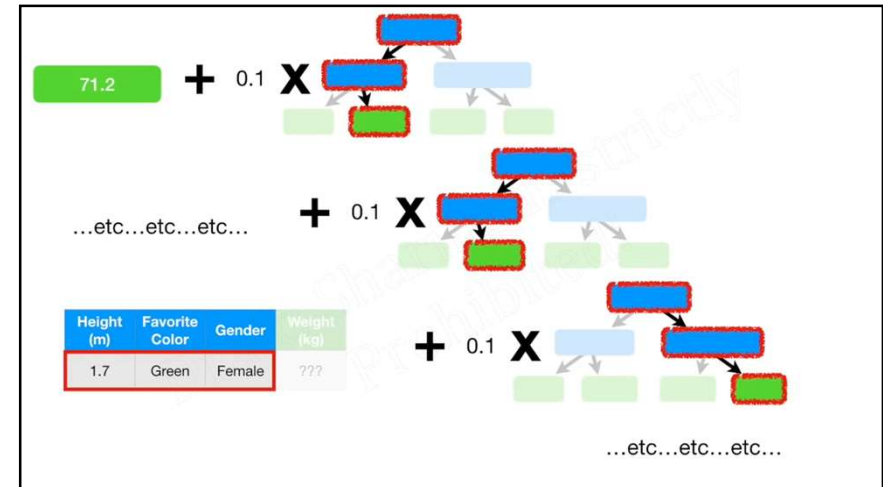 71.2 + 0.1 X
...etc...etc...etc...
+ 0.1 X
Height (m) Favorite Color Gender Weight (kg)
1.7 Green Female ???
+ 0.1 X
...etc...etc...etc...
Prohibited